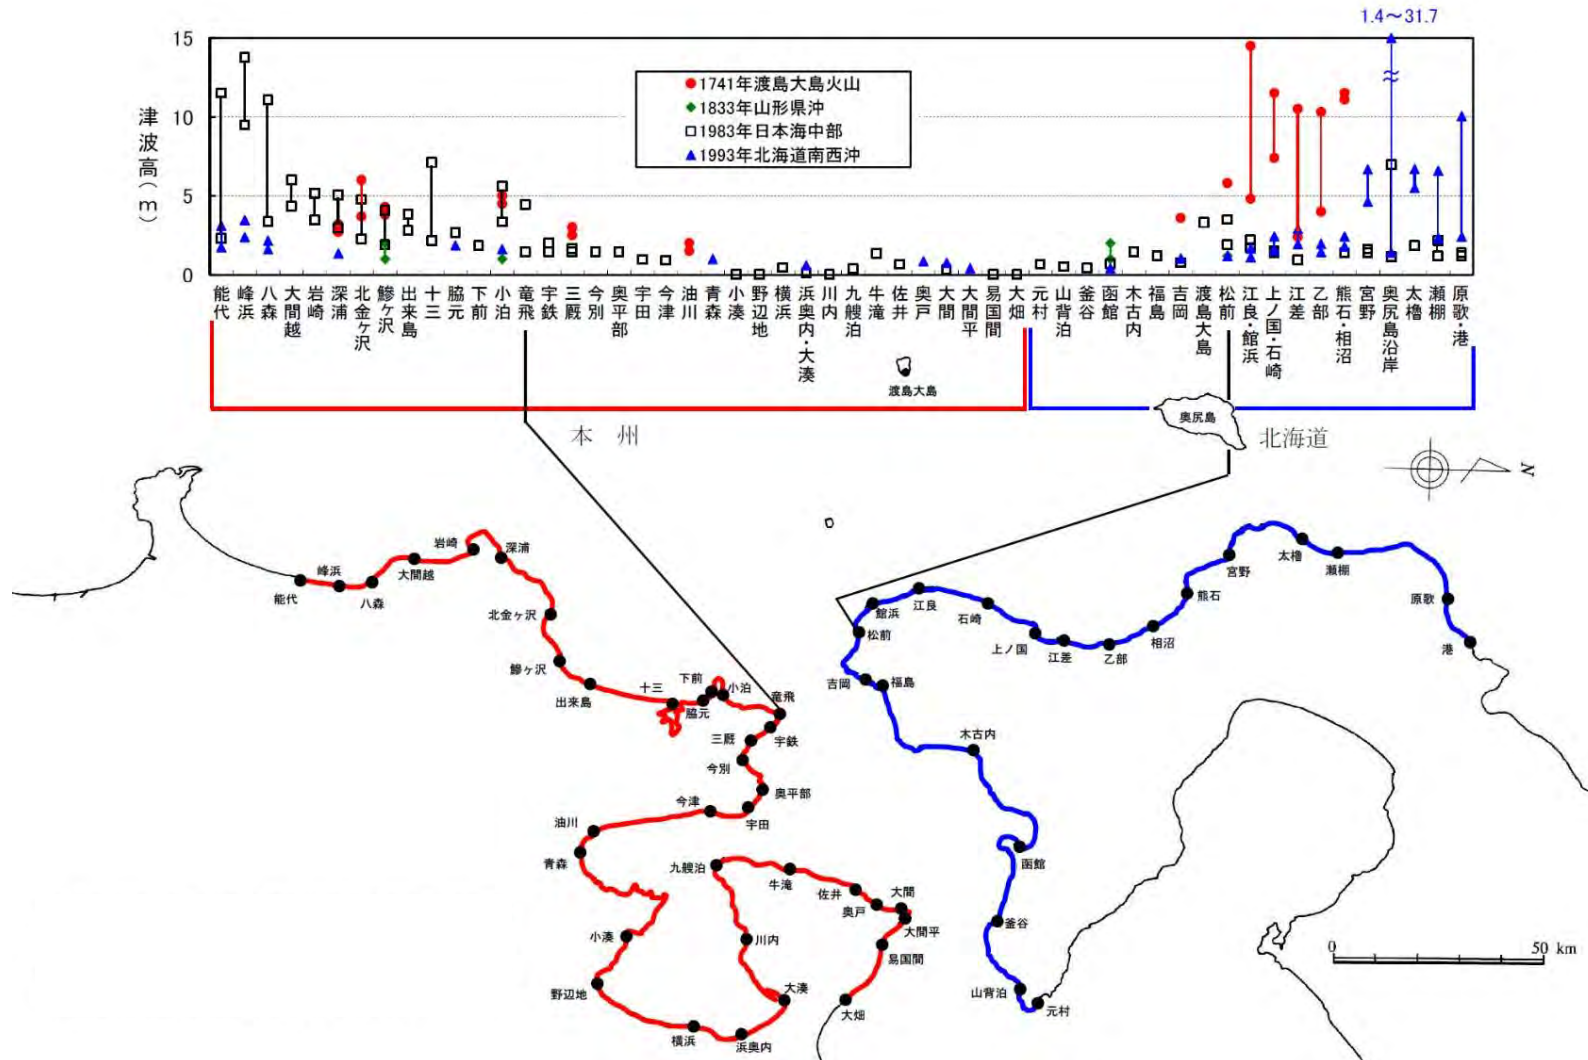 1.4～31.7
15
10
5
0
津波高(m)
1741年渡島大島火山
1833年山形県沖
1983年日本海中部
1993年北海道南西沖
能代
峰浜
八森
大間越
岩崎
深浦
北金ヶ沢
鰺ヶ沢
出来島
十三
脇元
下前
小泊
竜飛
宇鉄
三厩
今別
奥平部
宇田
今津
油川
青森
小湊
野辺地
横浜
浜奥内・大湊
川内
九艘泊
牛滝
佐井
奥戸
大間
大間平
易国間
大畑
元村
山背泊
釜谷
函館
木古内
福島
吉岡
渡島大島
松前
江良・館浜
上ノ国・石崎
江差
乙部
熊石・相沼
宮野
奥尻島沿岸
太櫓
瀬棚
原歌・港
渡島大島
奥尻島
本 州
北海道
N
岩崎
深浦
峰浜
大間越
能代
八森
北金ヶ沢
鰺ヶ沢
出来島
十三
下前
小泊
脇元
竜飛
三厩
宇鉄
今別
奥平部
今津
宇田
油川
青森
九艘泊
牛滝
佐井
大間
奥戸
大間平
小湊
川内
易国間
野辺地
大湊
大畑
横浜
浜奥内
太櫓
瀬棚
宮野
熊石
原歌
館浜
江良
石崎
松前
上ノ国
江差
乙部
相沼
港
吉岡
福島
木古内
函館
釜谷
山背泊
元村
0
50 km